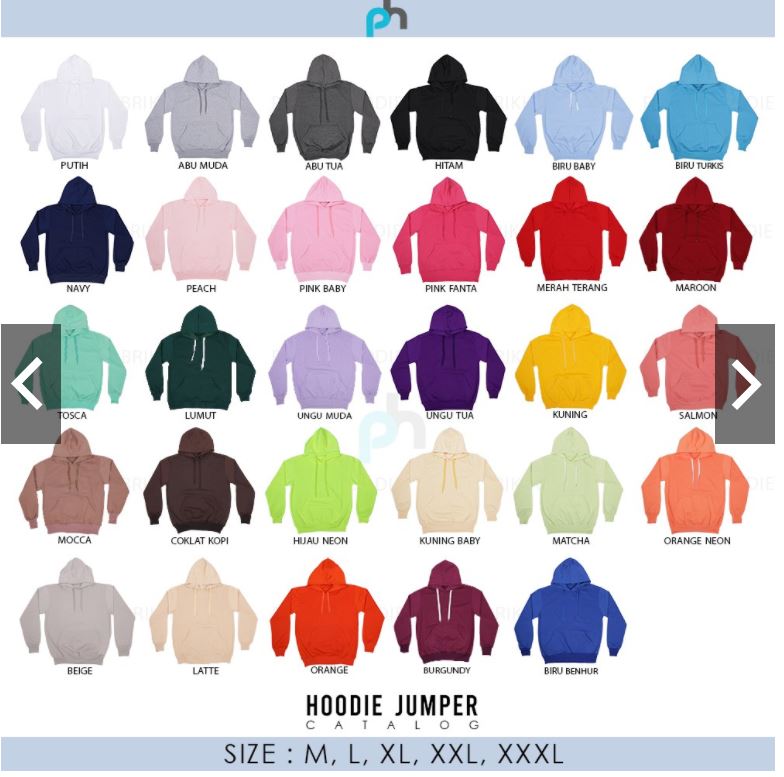 ph
PUTIH
ABU MUDA
ABU TUA
HITAM
BIRU BABY
BIRU TURKIS
NAVY
PEACH
PINK BABY
PINK FANTA
MERAH TERANG
MAROON
TOSCA
LUMUT
UNGU MUDA
UNGU TUA
KUNING
SALMON
ph
MOCCA
COKLAT KOPI
HIJAU NEON
KUNING BABY
MATCHA
ORANGE NEON
BEIGE
LATTE
ORANGE
BURGUNDY
BIRU BENHUR
HOODIE JUMPER
CATALOG
SIZE : M, L, XL, XXL, XXXL